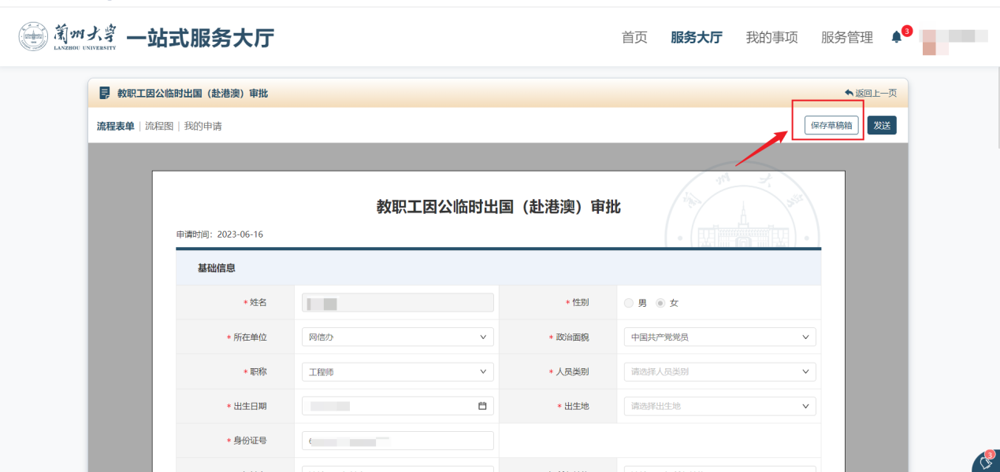 兰州大学 一站式服务大厅 首页 服务大厅 我的事项 服务管理 3
LANZHOU UNIVERSITY
教职工因公临时出国（赴港澳）审批 返回上一页
流程表单 | 流程图 | 我的申请 保存草稿箱 发送
兰州大学
教职工因公临时出国（赴港澳）审批
申请时间：2023-06-16
基础信息
* 姓名 * 性别 男 女
* 所在单位 网信办 * 政治面貌 中国共产党党员
* 职称 工程师 * 人员类别 请选择人员类别
* 出生日期 * 出生地 请选择出生地
* 身份证号
3